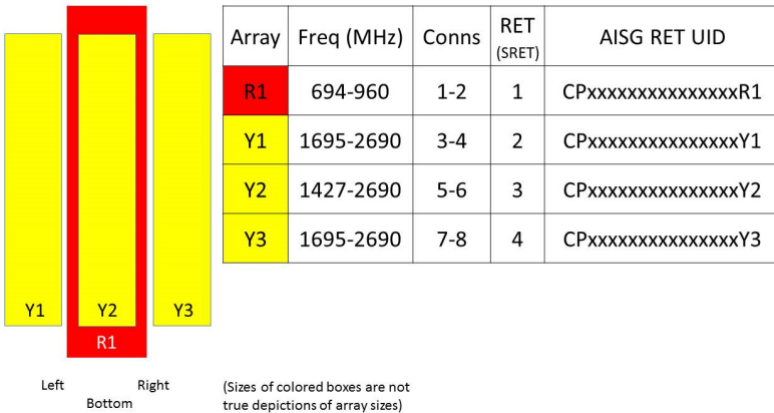 Array Freq (MHz) Conns RET (SRET) AISG RET UID
R1 694-960 1-2 1 CPxxxxxxxxxxxxxxxR1
Y1 1695-2690 3-4 2 CPxxxxxxxxxxxxxxxY1
Y2 1427-2690 5-6 3 CPxxxxxxxxxxxxxxxY2
Y3 1695-2690 7-8 4 CPxxxxxxxxxxxxxxxY3
Y1 Y2 Y3
R1
Left Right
Bottom
(Sizes of colored boxes are not
true depictions of array sizes)